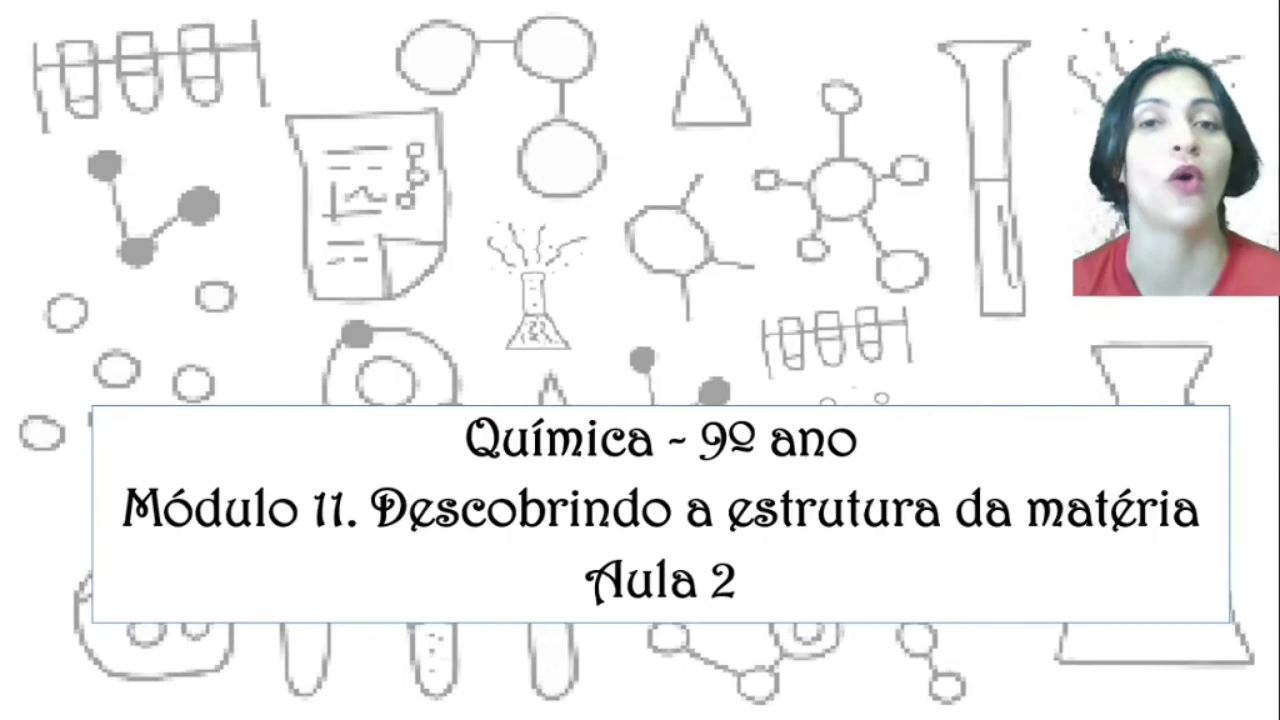 Química - 9º ano
Módulo 11. Descobrindo a estrutura da matéria
Aula 2